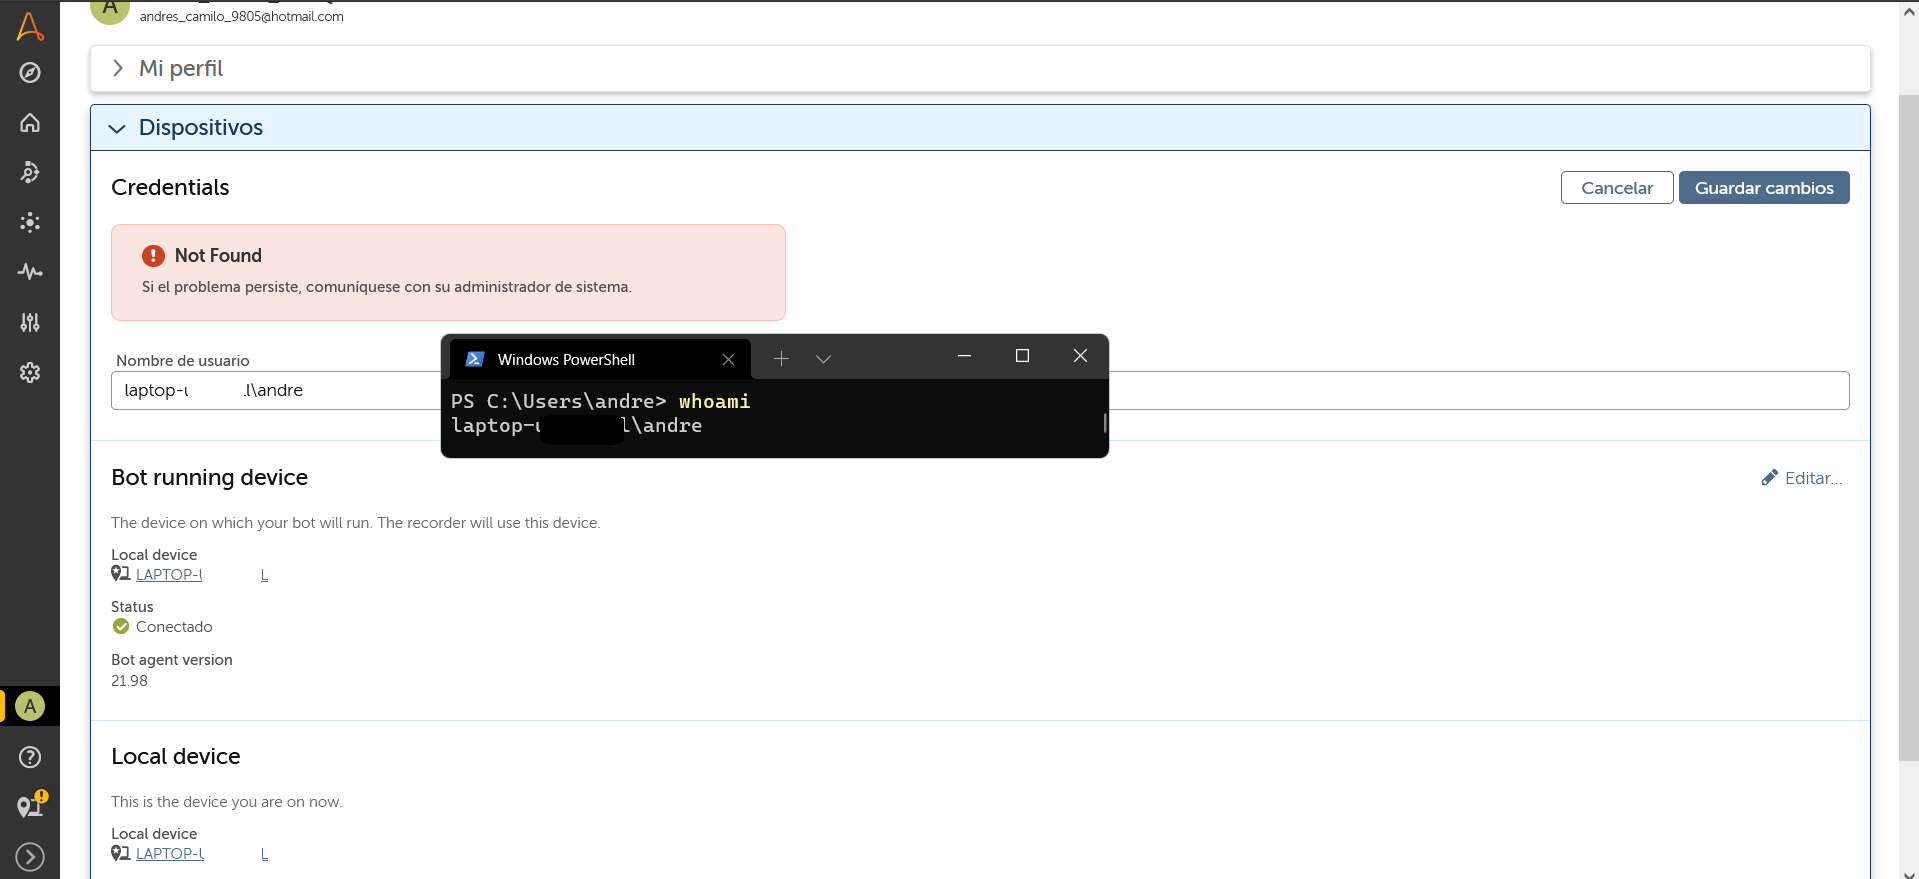 A
andres_camilo_9805@hotmail.com
Mi perfil
Dispositivos
Credentials
Cancelar
Guardar cambios
Not Found
Si el problema persiste, comuníquese con su administrador de sistema.
Nombre de usuario
laptop-u l\andre
Windows PowerShell
PS C:\Users\andre> whoami
laptop-u l\andre
Bot running device
Editar...
The device on which your bot will run. The recorder will use this device.
Local device
LAPTOP-U L
Status
Conectado
Bot agent version
21.98
A
Local device
This is the device you are on now.
Local device
LAPTOP-U L